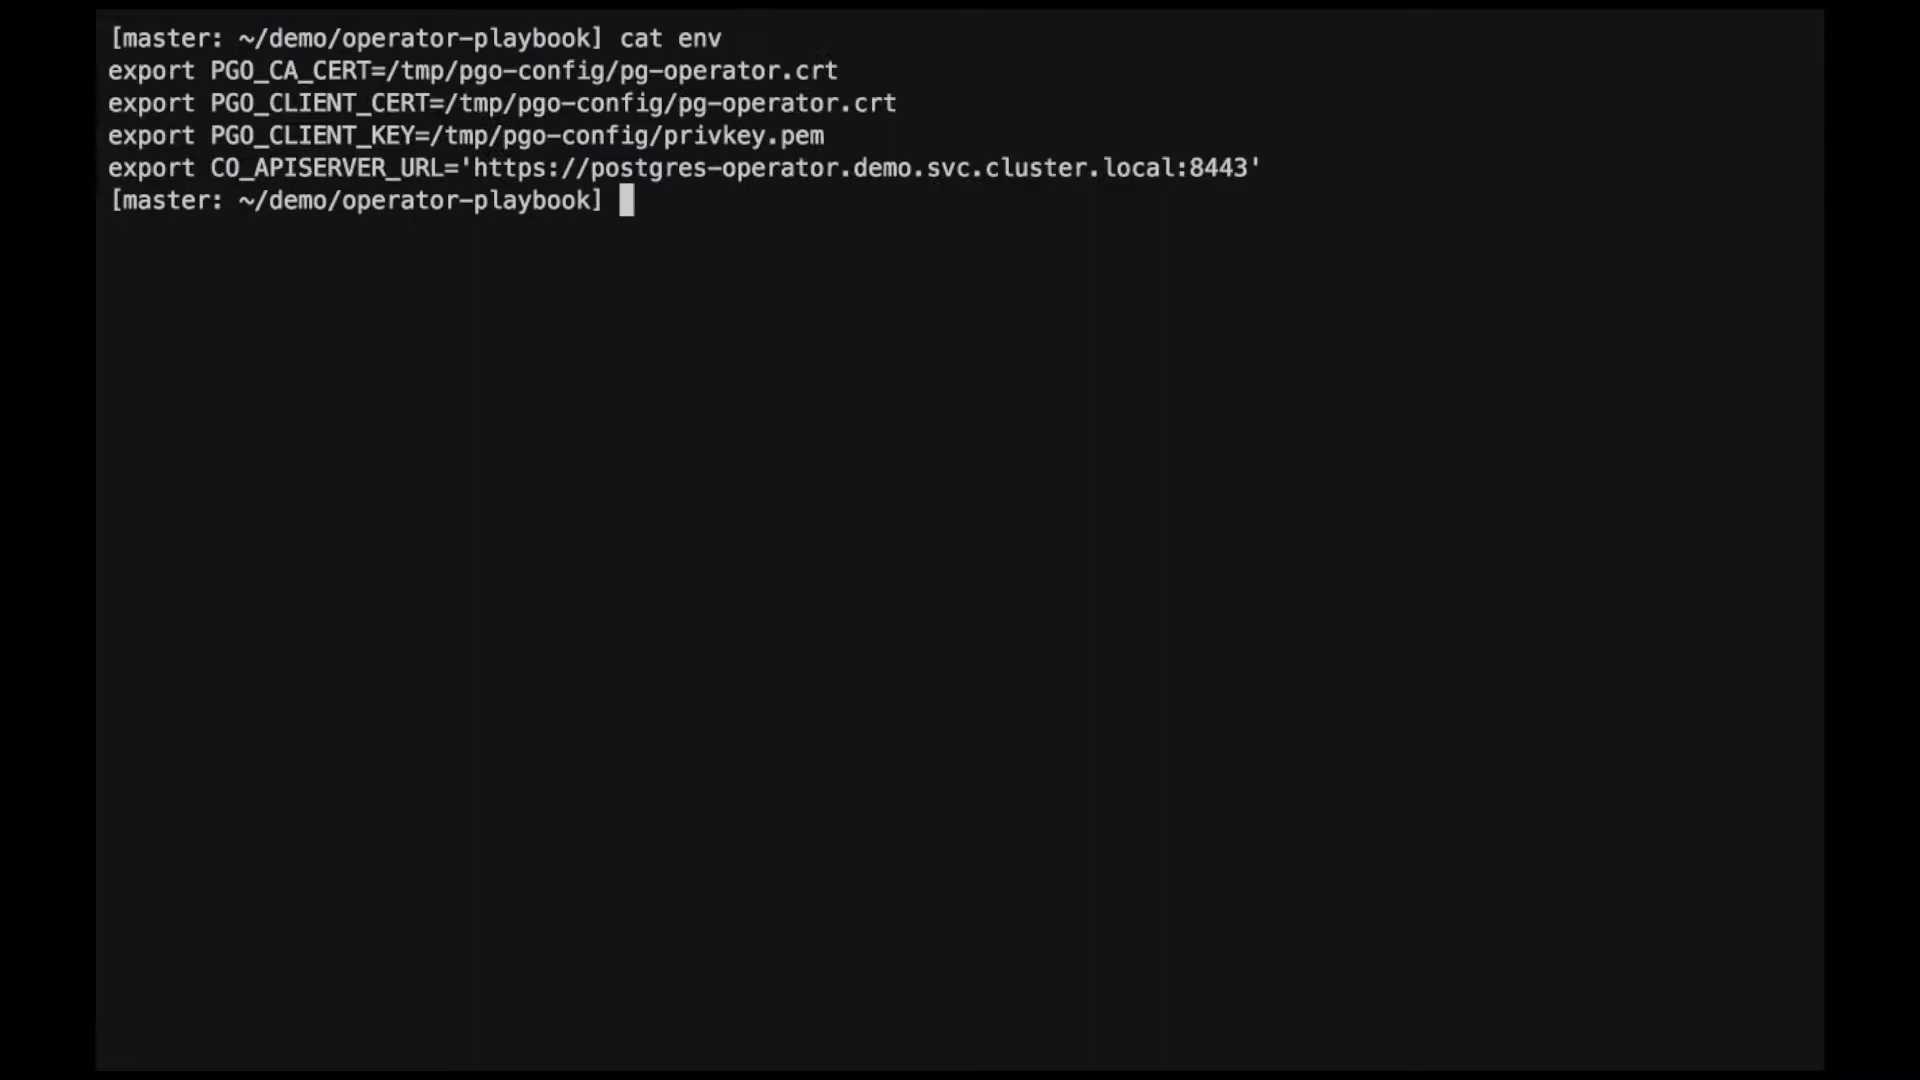 [master: ~/demo/operator-playbook] cat env
export PGO_CA_CERT=/tmp/pgo-config/pg-operator.crt
export PGO_CLIENT_CERT=/tmp/pgo-config/pg-operator.crt
export PGO_CLIENT_KEY=/tmp/pgo-config/privkey.pem
export CO_APISERVER_URL='https://postgres-operator.demo.svc.cluster.local:8443'
[master: ~/demo/operator-playbook]